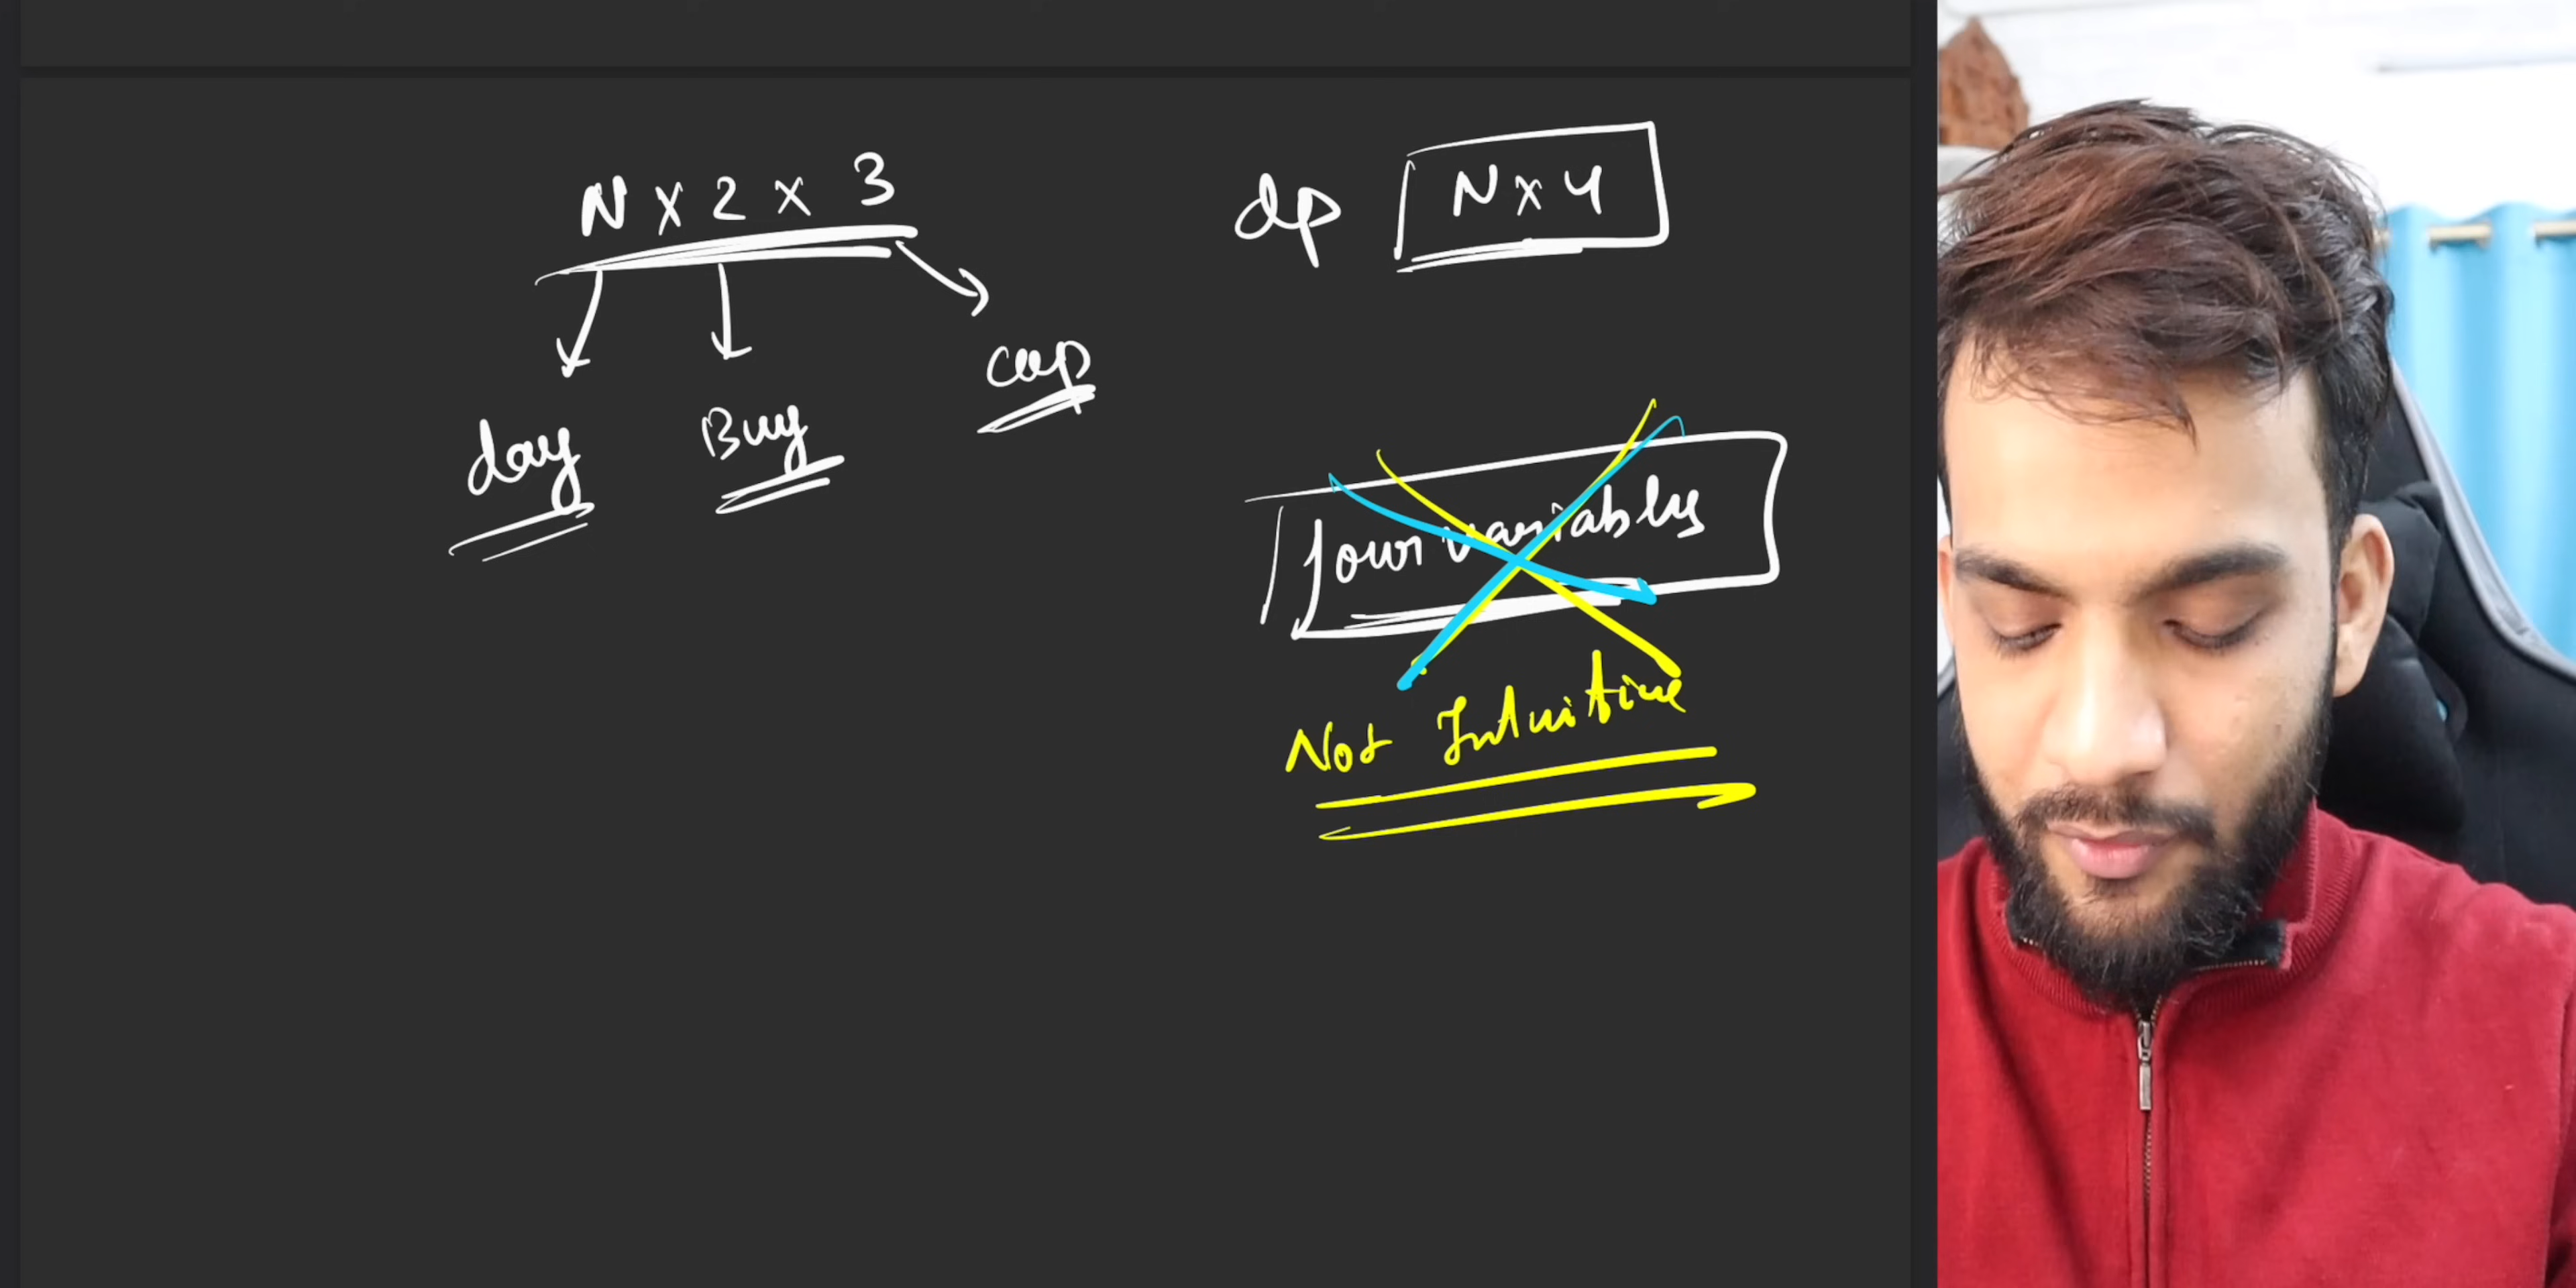 N x 2 x 3
day
Buy
cap
dp N x 4
four variables
Not Intuitive